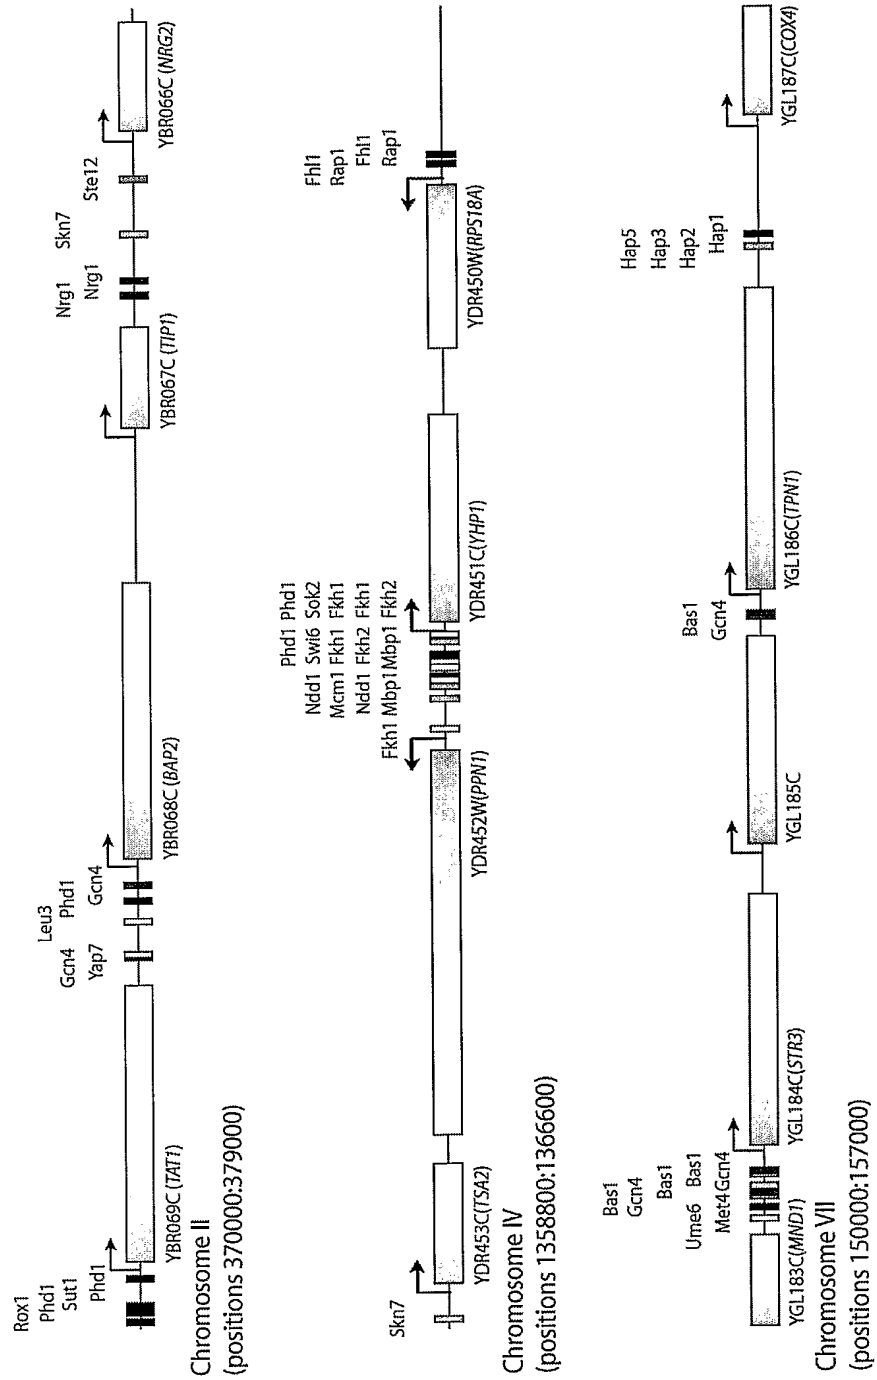 Rox1
Phd1
Sut1
Phd1
Gcn4
Yap7
Leu3
Phd1
Gcn4
Nrg1
Nrg1
Skn7
Ste12
YBR069C (TAT1)
YBR068C (BAP2)
YBR067C (TIP1)
YBR066C (NRG2)
Chromosome II
(positions 370000:379000)
Skn7
Phd1 Phd1
Ndd1 Swi6 Sok2
Mcm1 Fkh1 Fkh1
Ndd1 Fkh2 Fkh1
Fkh1 Mbp1 Mbp1 Fkh2
Fhl1
Rap1
Fhl1
Rap1
YDR453C(TSA2)
YDR452W(PPN1)
YDR451C(YHP1)
YDR450W(RPS18A)
Chromosome IV
(positions 1358800:1366600)
Bas1
Gcn4
Bas1
Ume6 Bas1
Met4Gcn4
Bas1
Gcn4
Hap5
Hap3
Hap2
Hap1
YGL183C(MND1)
YGL184C(STR3)
YGL185C
YGL186C(TPN1)
YGL187C(COX4)
Chromosome VII
(positions 150000:157000)